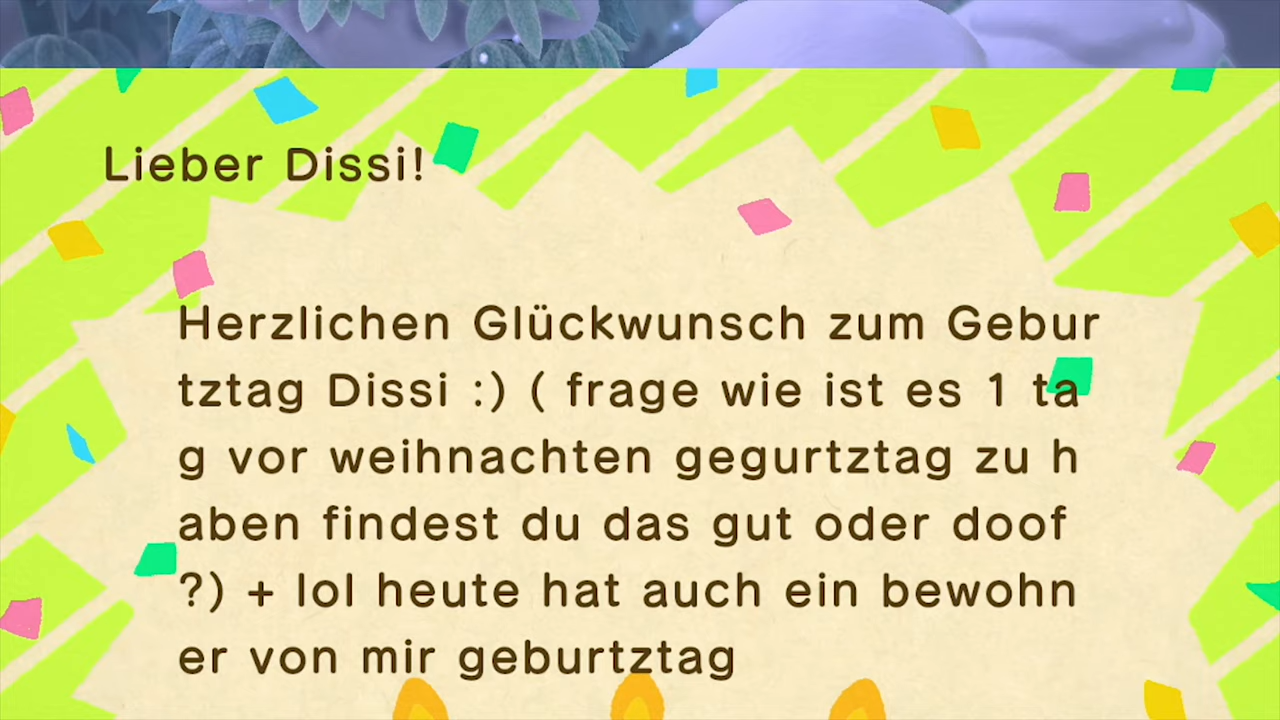 Lieber Dissi!
Herzlichen Glückwunsch zum Gebur
tztag Dissi :) ( frage wie ist es 1 ta
g vor weihnachten gegurtztag zu h
aben findest du das gut oder doof
?) + lol heute hat auch ein bewohn
er von mir geburtztag